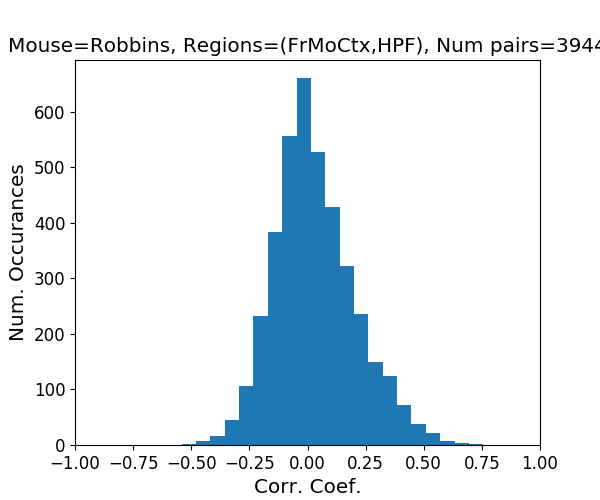 Mouse=Robbins, Regions=(FrMoCtx,HPF), Num pairs=3944
Num. Occurances
600
500
400
300
200
100
0
−1.00 −0.75 −0.50 −0.25 0.00 0.25 0.50 0.75 1.00
Corr. Coef.